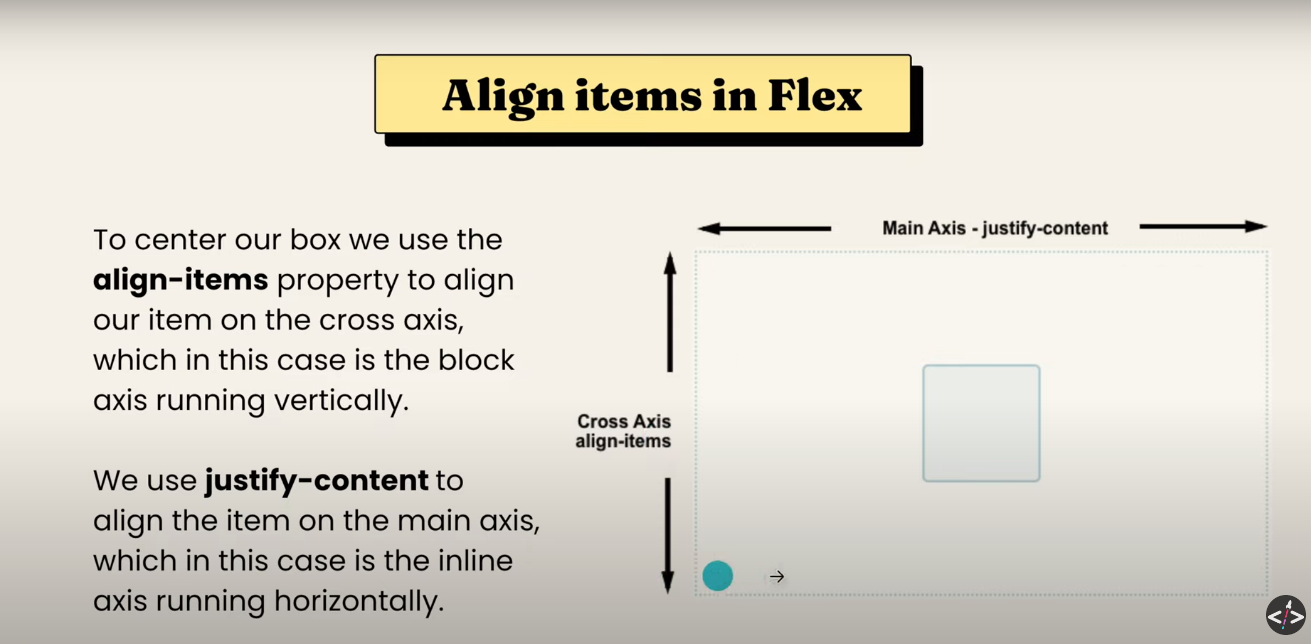 Align items in Flex
To center our box we use the
align-items property to align
our item on the cross axis,
which in this case is the block
axis running vertically.
We use justify-content to
align the item on the main axis,
which in this case is the inline
axis running horizontally.
Main Axis - justify-content
Cross Axis
align-items